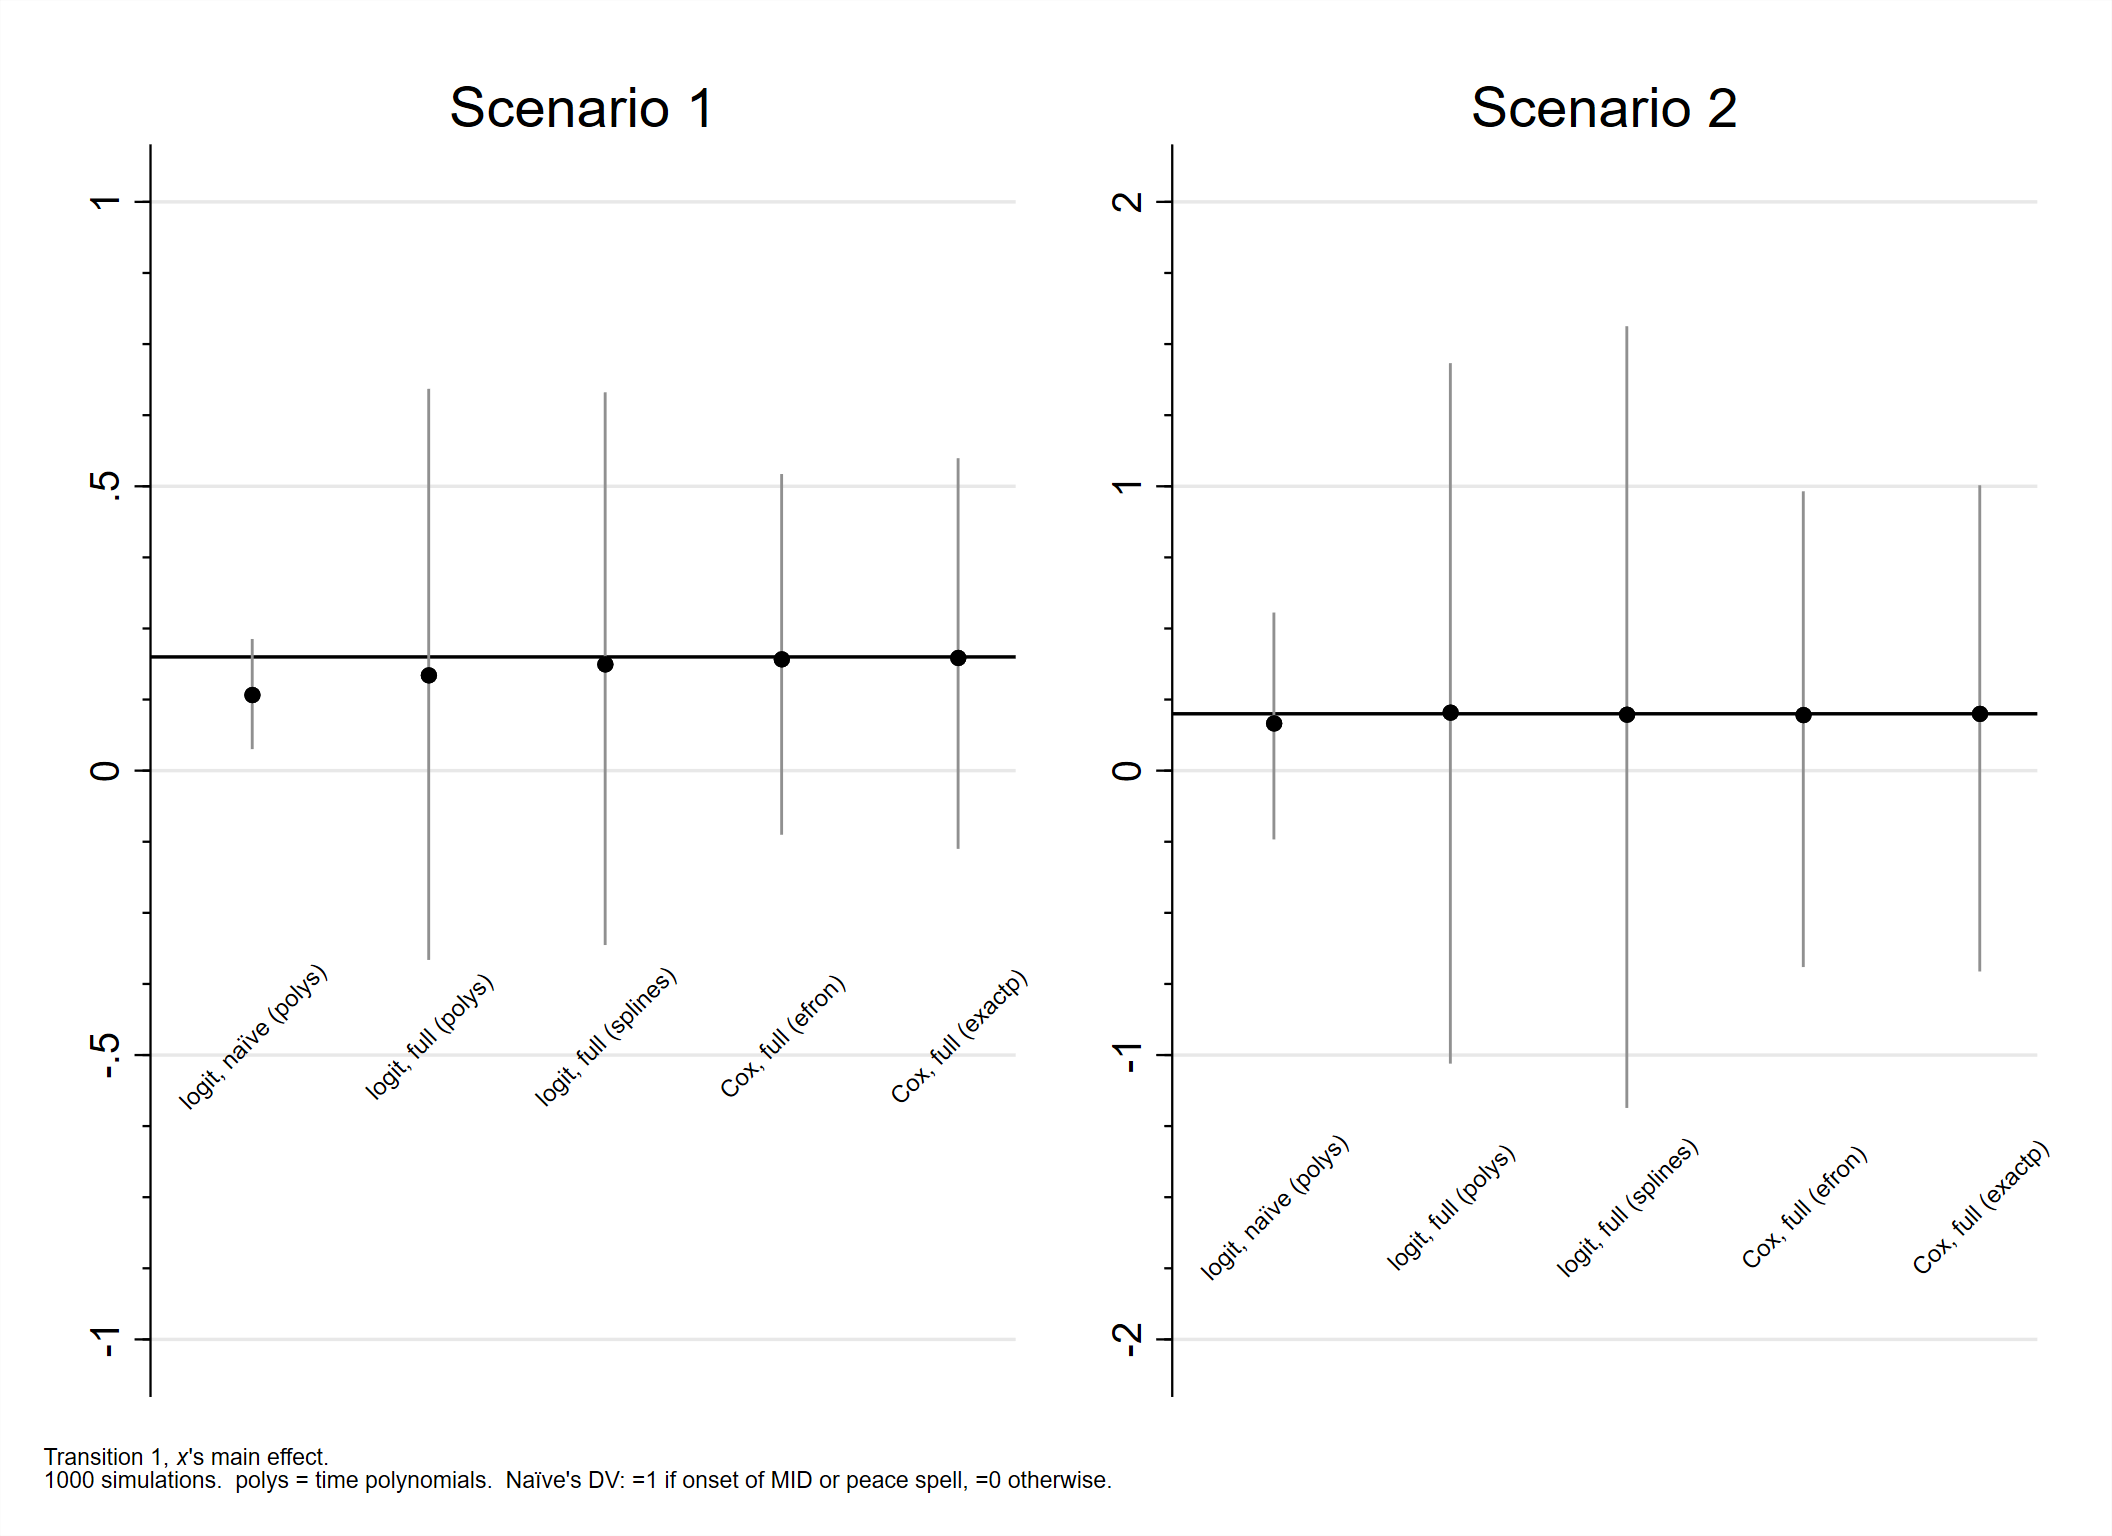 Scenario 1
1
.5
0
-.5
-1
logit, naïve (polys)
logit, full (polys)
logit, full (splines)
Cox, full (efron)
Cox, full (exactp)
Scenario 2
2
1
0
-1
-2
logit, naïve (polys)
logit, full (polys)
logit, full (splines)
Cox, full (efron)
Cox, full (exactp)
Transition 1, x's main effect.
1000 simulations.  polys = time polynomials.  Naïve's DV: =1 if onset of MID or peace spell, =0 otherwise.